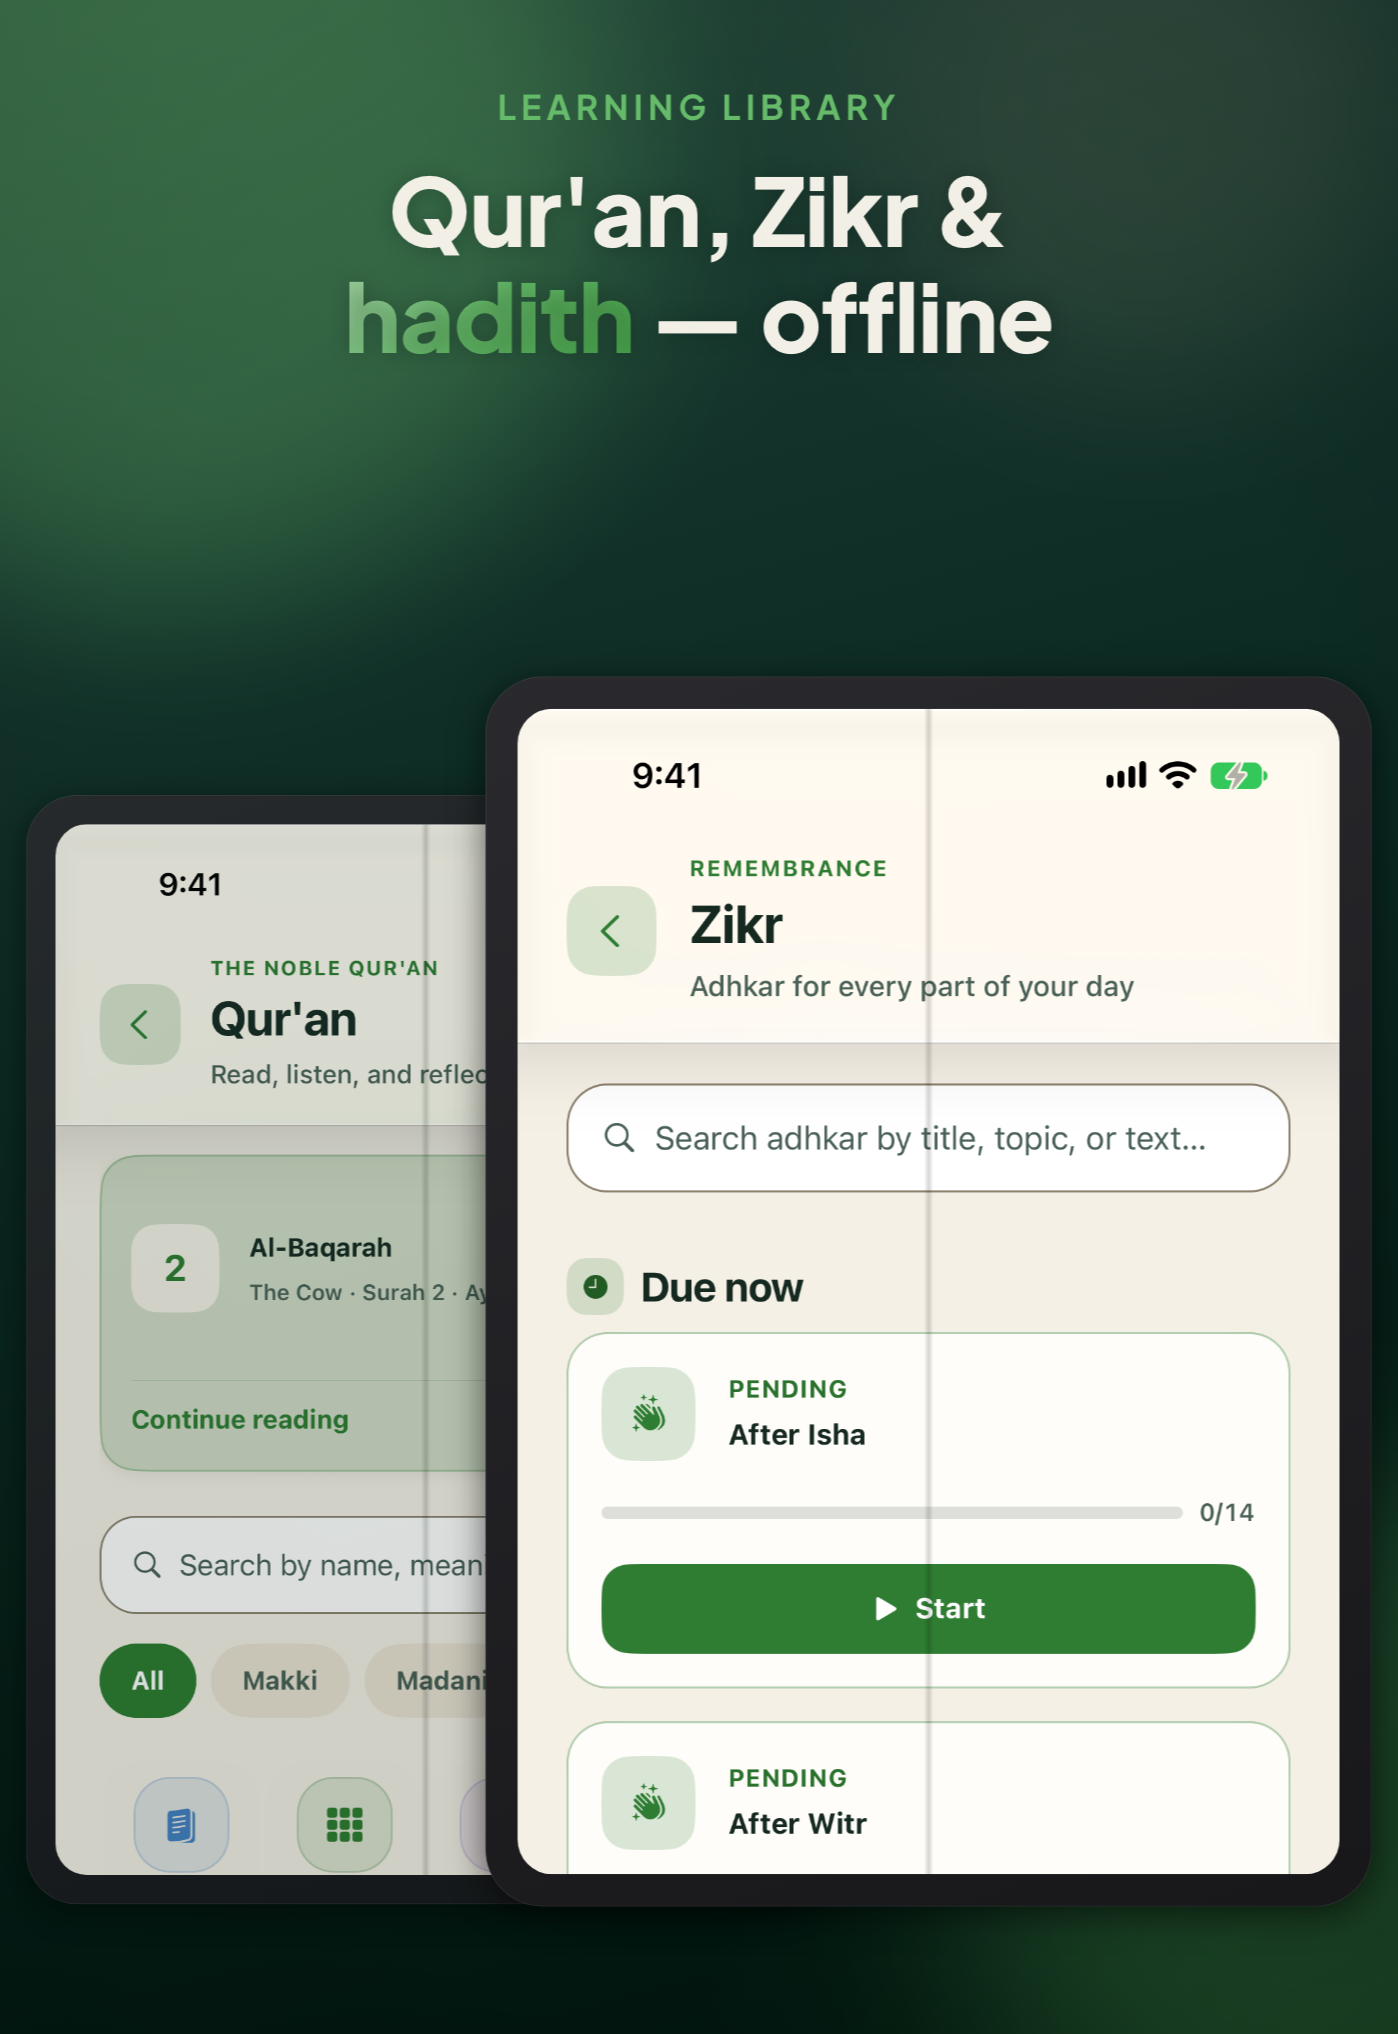 LEARNING LIBRARY
Qur'an, Zikr &
hadith — offline
9:41
THE NOBLE QUR'AN
Qur'an
Read, listen, and
2
Al-Baqarah
The Cow · Surah 2 ·
Continue reading
Search by name,
All
Makki
Madani
9:41
REMEMBRANCE
Zikr
Adhkar for every part of your day
Search adhkar by title, topic, or text...
Due now
PENDING
After Isha
0/14
Start
PENDING
After Witr